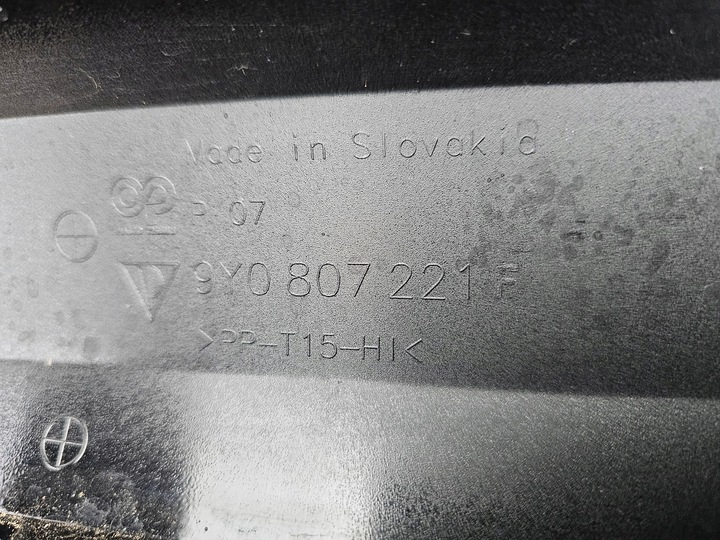 Made in Slovakia
P 07
9Y0 807 221 F
>PP-T15-HI<